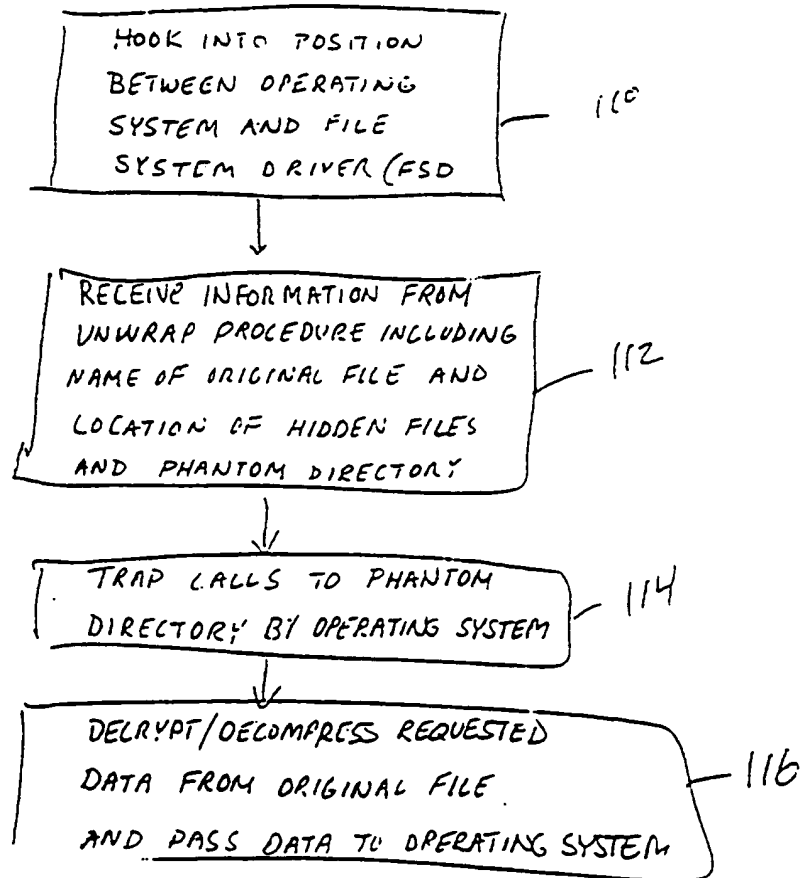 HOOK INTO POSITION
BETWEEN OPERATING
SYSTEM AND FILE
SYSTEM DRIVER (FSD
110
RECEIVE INFORMATION FROM
UNWRAP PROCEDURE INCLUDING
NAME OF ORIGINAL FILE AND
LOCATION OF HIDDEN FILES
AND PHANTOM DIRECTORY
112
TRAP CALLS TO PHANTOM
DIRECTORY BY OPERATING SYSTEM
114
DECRYPT/DECOMPRESS REQUESTED
DATA FROM ORIGINAL FILE
AND PASS DATA TO OPERATING SYSTEM
116